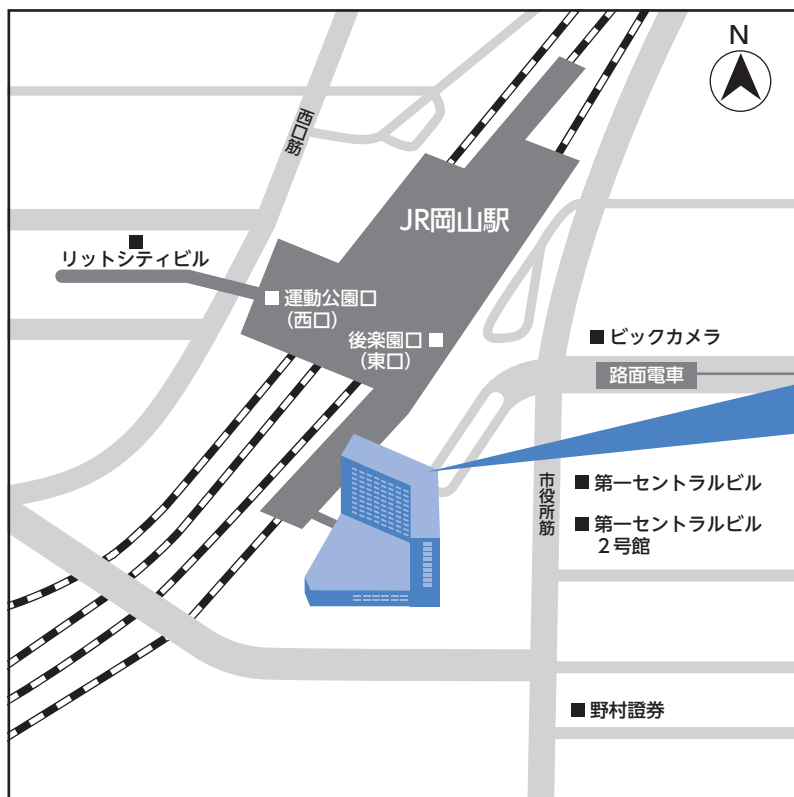 N
西口筋
JR岡山駅
リットシティビル
運動公園口
（西口）
後楽園口
（東口）
ビックカメラ
路面電車
市役所筋
第一セントラルビル
第一セントラルビル
２号館
野村證券